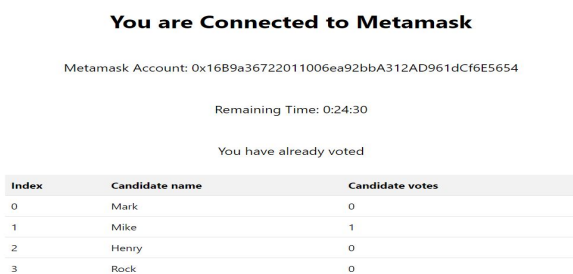 You are Connected to Metamask
Metamask Account: 0x16B9a36722011006ea92bbA312AD961dCf6E5654
Remaining Time: 0:24:30
You have already voted
Index Candidate name Candidate votes
0 Mark 0
1 Mike 1
2 Henry 0
3 Rock 0